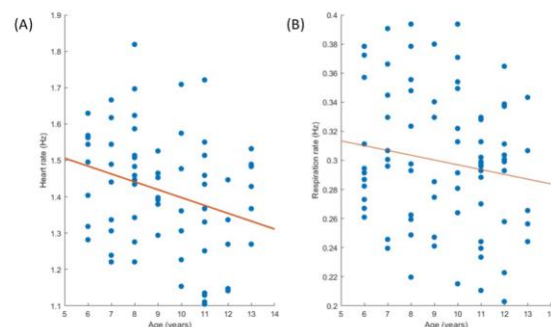 (A)
1.9
1.8
1.7
1.6
1.5
1.4
1.3
1.2
1.1
Heart rate (Hz)
5 6 7 8 9 10 11 12 13 14
Age (years)
(B)
0.4
0.38
0.36
0.34
0.32
0.3
0.28
0.26
0.24
0.22
0.2
Respiration rate (Hz)
5 6 7 8 9 10 11 12 13
Age (years)